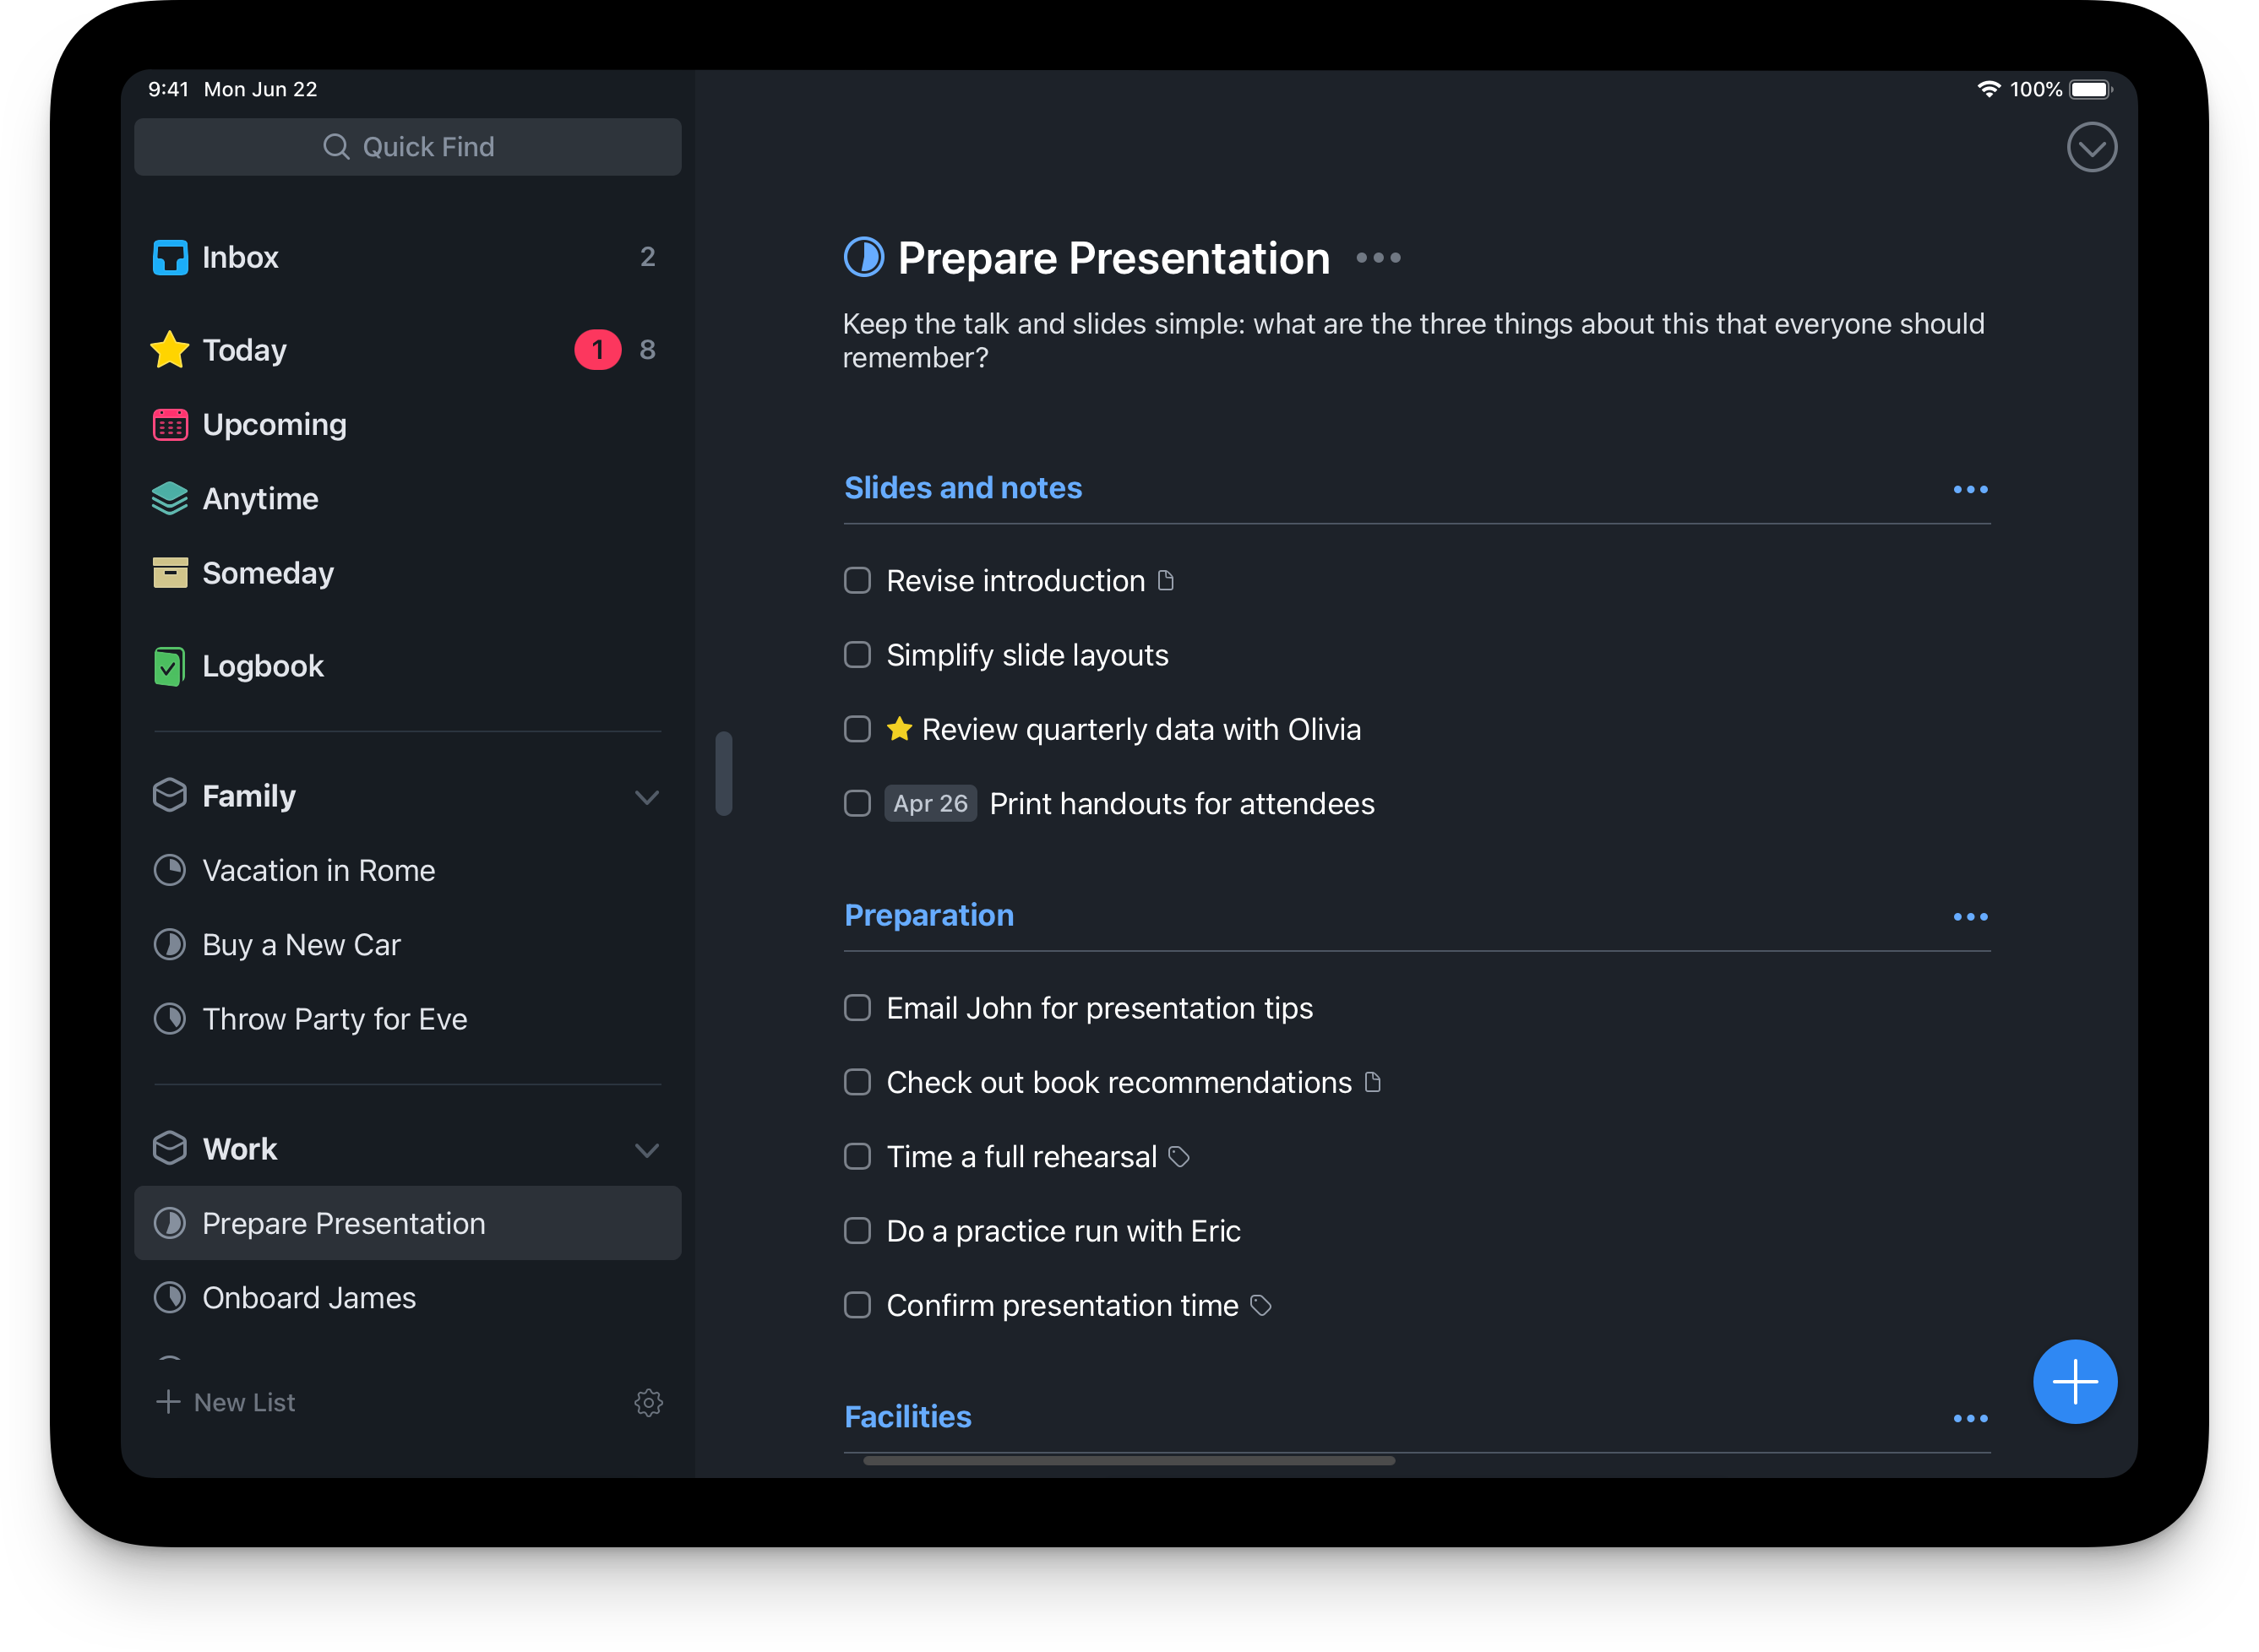 9:41 Mon Jun 22
100%
Quick Find
Inbox 2
Today 1 8
Upcoming
Anytime
Someday
Logbook
Family
Vacation in Rome
Buy a New Car
Throw Party for Eve
Work
Prepare Presentation
Onboard James
New List
Prepare Presentation
Keep the talk and slides simple: what are the three things about this that everyone should
remember?
Slides and notes
Revise introduction
Simplify slide layouts
Review quarterly data with Olivia
Apr 26 Print handouts for attendees
Preparation
Email John for presentation tips
Check out book recommendations
Time a full rehearsal
Do a practice run with Eric
Confirm presentation time
Facilities